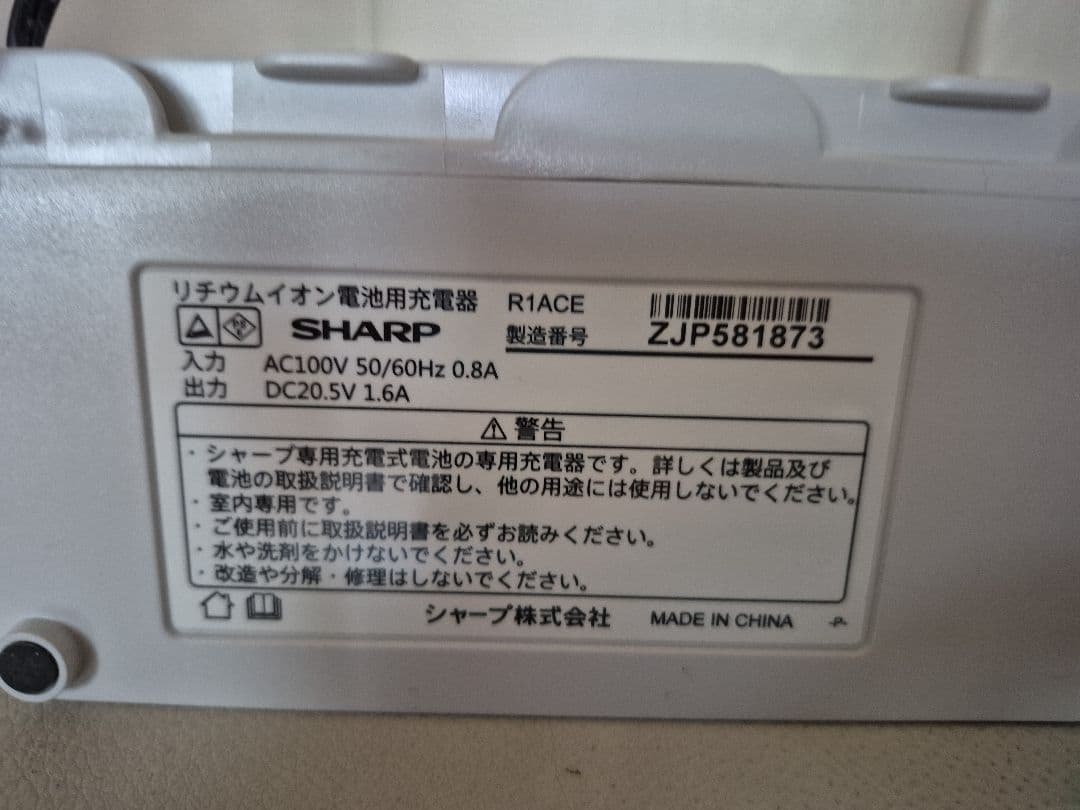 リチウムイオン電池用充電器 R1ACE
SHARP 製造番号 ZJP581873
入力 AC100V 50/60Hz 0.8A
出力 DC20.5V 1.6A
⚠警告
・シャープ専用充電式電池の専用充電器です。詳しくは製品及び
電池の取扱説明書で確認し、他の用途には使用しないでください。
・室内専用です。
・ご使用前に取扱説明書を必ずお読みください。
・水や洗剤をかけないでください。
・改造や分解・修理はしないでください。
シャープ株式会社 MADE IN CHINA -P-